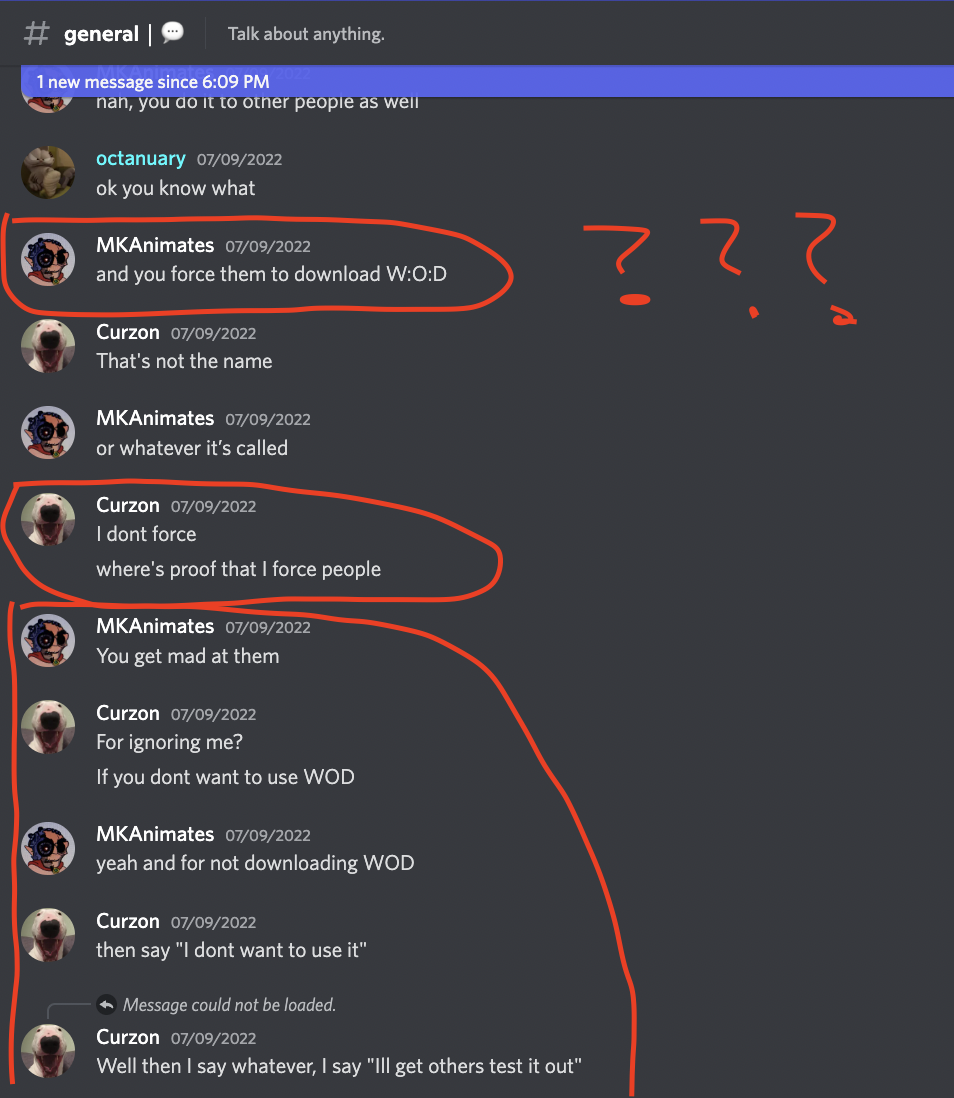 # general | 💬 Talk about anything.
1 new message since 6:09 PM
nah, you do it to other people as well
octanuary 07/09/2022
ok you know what
MKAnimates 07/09/2022
and you force them to download W:O:D
? ? ?
Curzon 07/09/2022
That's not the name
MKAnimates 07/09/2022
or whatever it’s called
Curzon 07/09/2022
I dont force
where's proof that I force people
MKAnimates 07/09/2022
You get mad at them
Curzon 07/09/2022
For ignoring me?
If you dont want to use WOD
MKAnimates 07/09/2022
yeah and for not downloading WOD
Curzon 07/09/2022
then say "I dont want to use it"
Message could not be loaded.
Curzon 07/09/2022
Well then I say whatever, I say "Ill get others test it out"